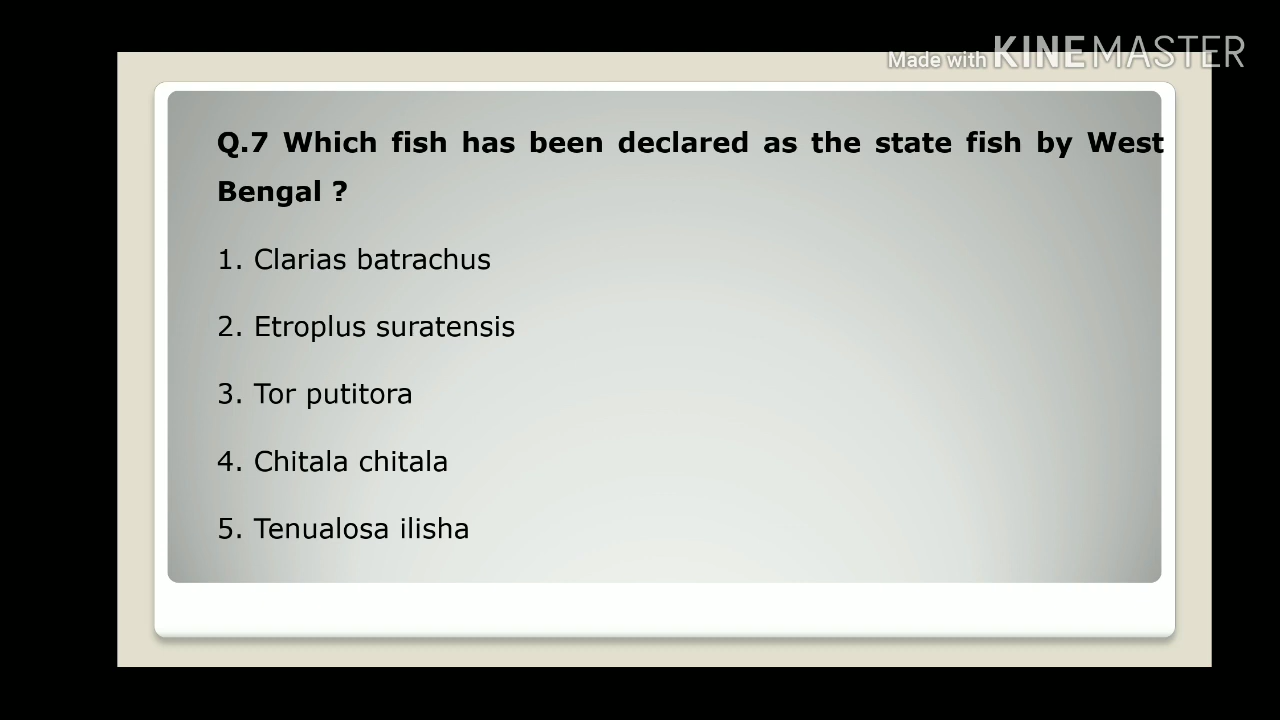 Made with KINEMASTER
Q.7 Which fish has been declared as the state fish by West
Bengal ?
1. Clarias batrachus
2. Etroplus suratensis
3. Tor putitora
4. Chitala chitala
5. Tenualosa ilisha